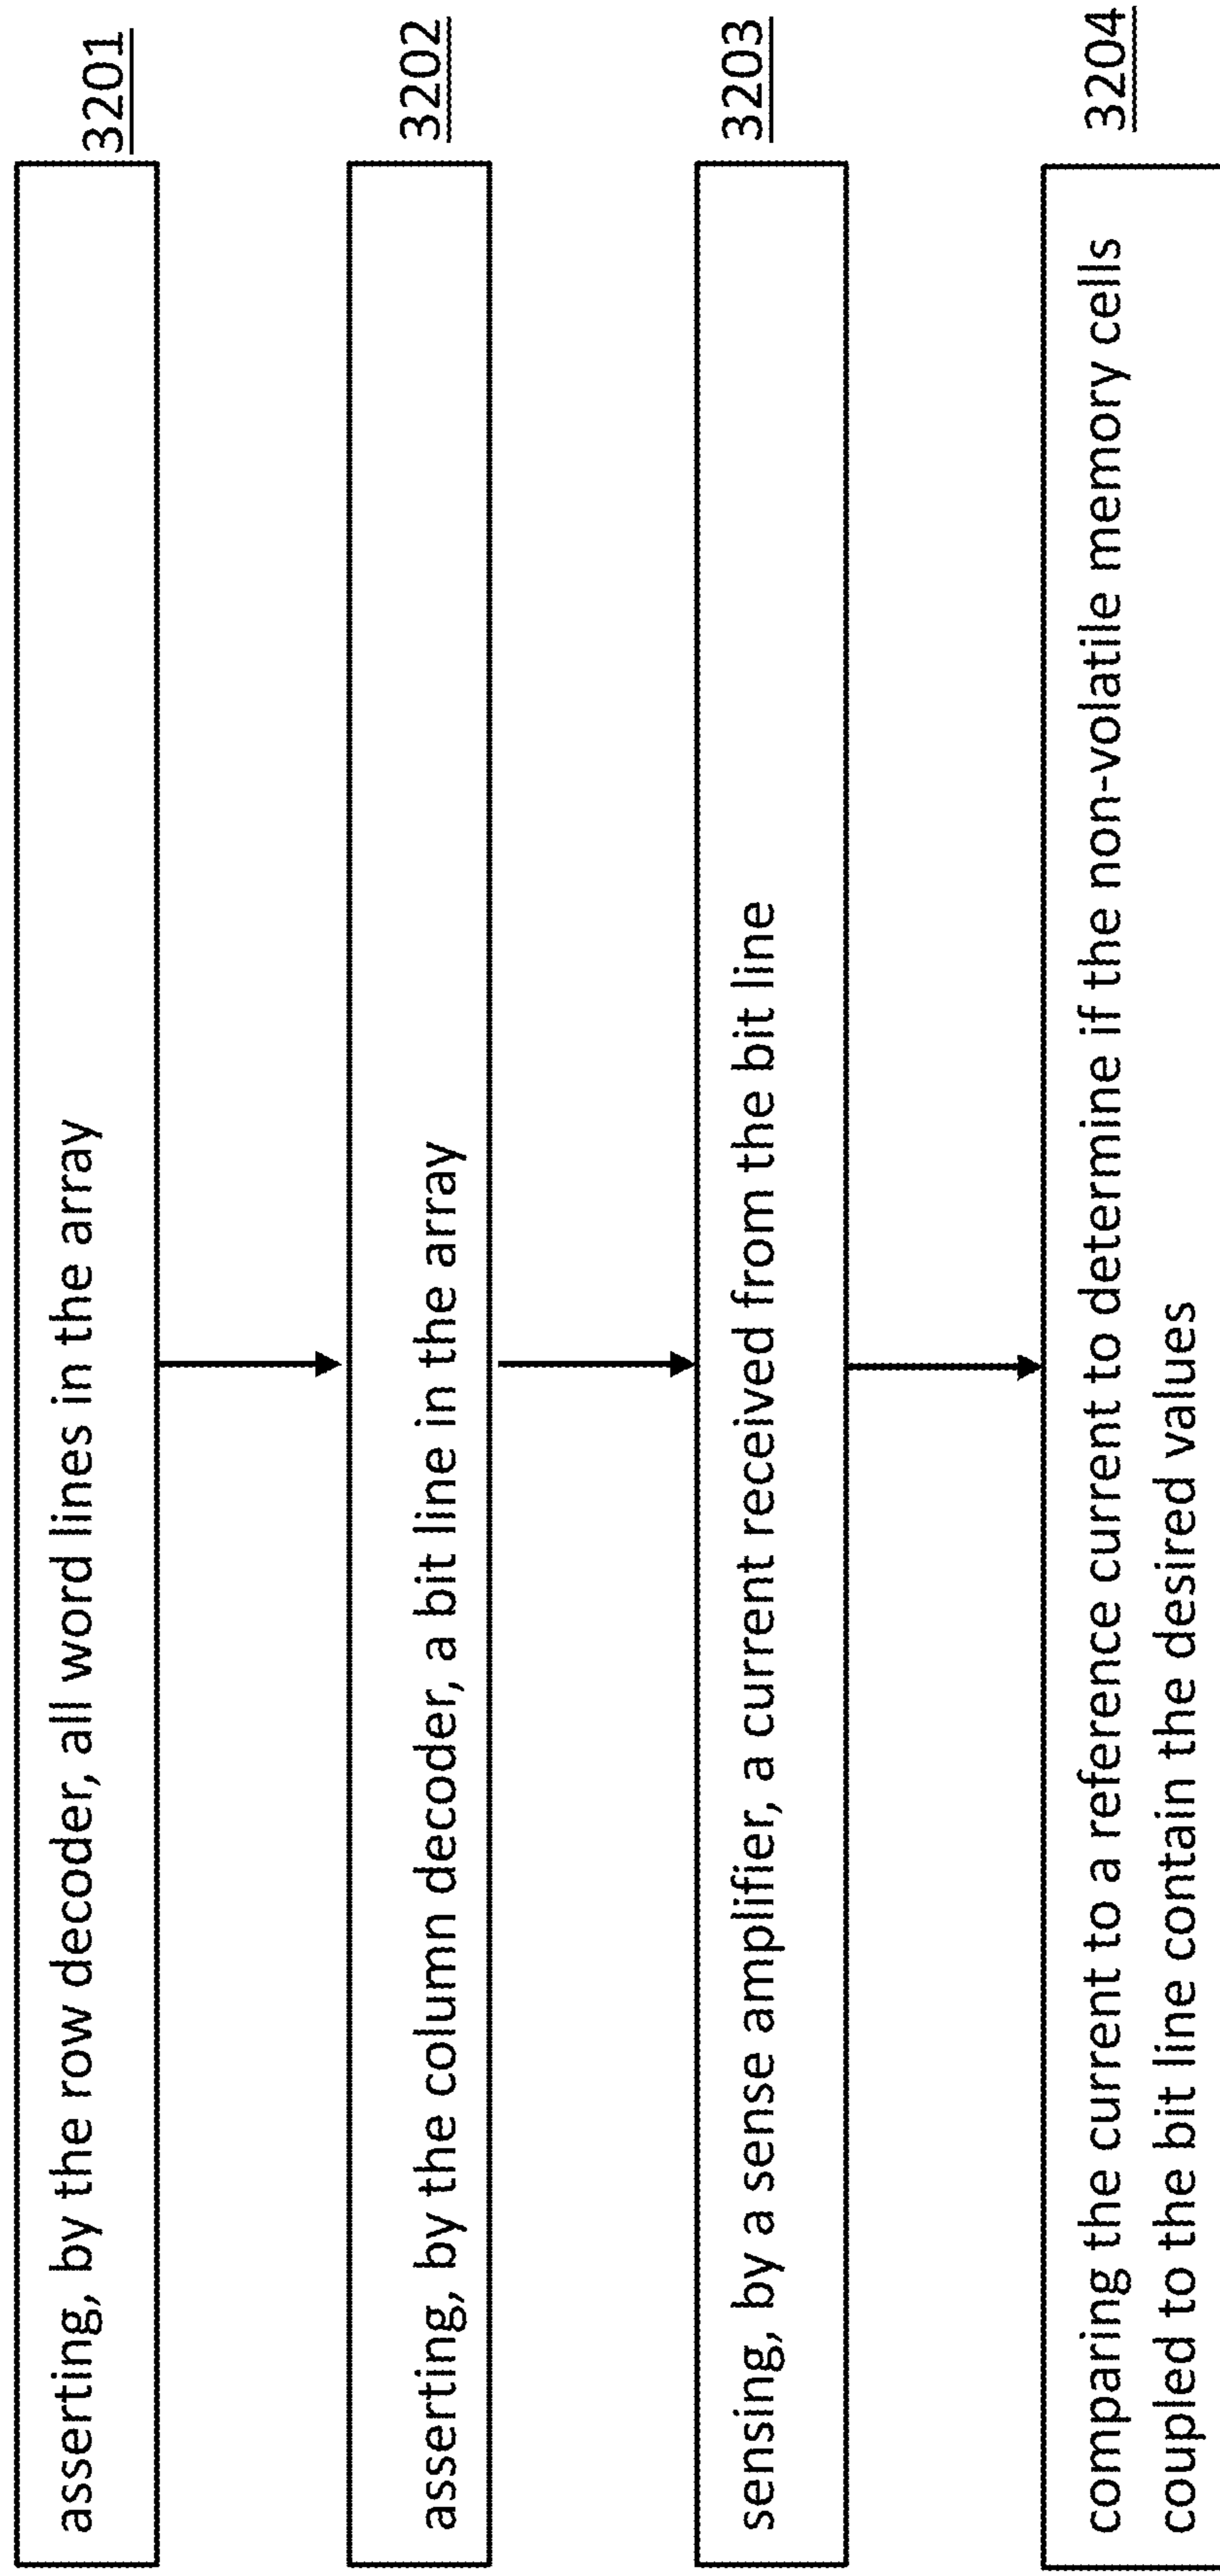 asserting, by the row decoder, all word lines in the array
3201
asserting, by the column decoder, a bit line in the array
3202
sensing, by a sense amplifier, a current received from the bit line
3203
comparing the current to a reference current to determine if the non-volatile memory cells
coupled to the bit line contain the desired values
3204